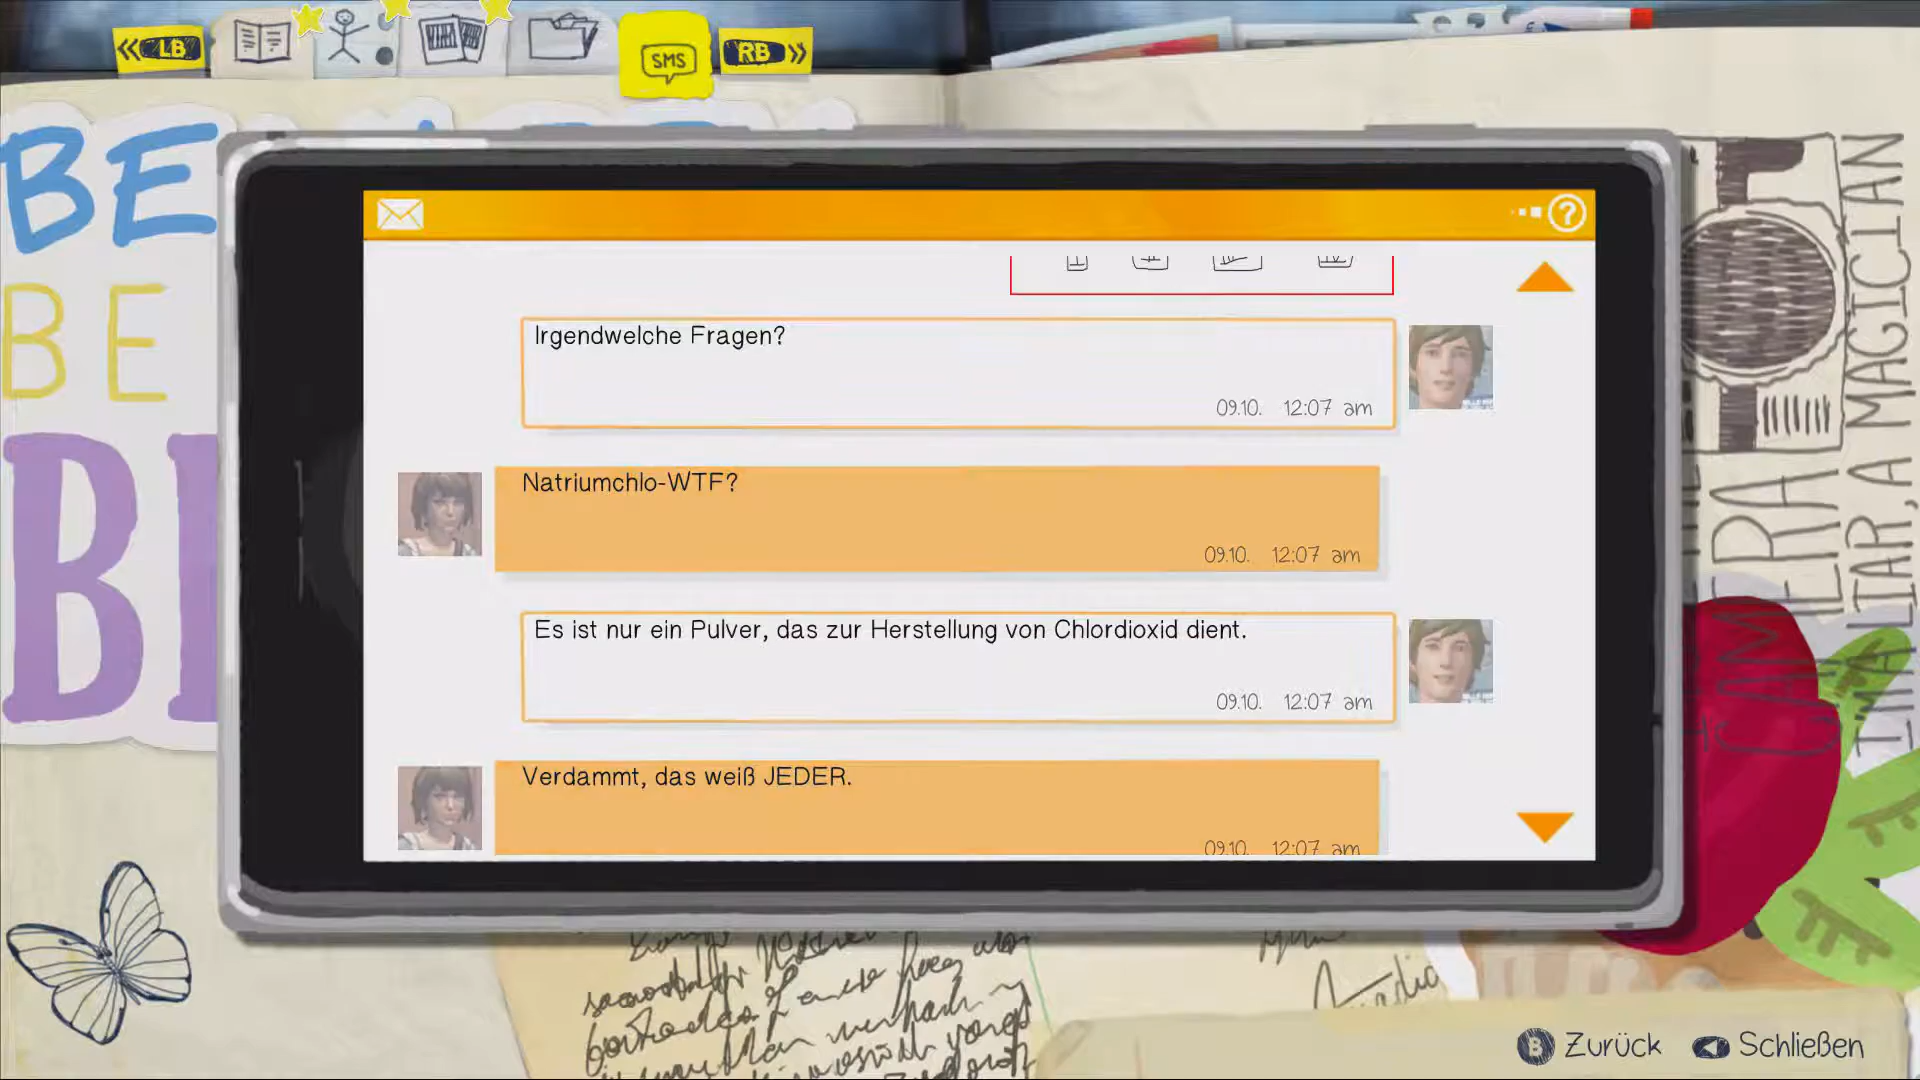 LB
SMS
RB
BE
BE
Irgendwelche Fragen?
09.10. 12:07 am
Natriumchlo-WTF?
09.10. 12:07 am
Es ist nur ein Pulver, das zur Herstellung von Chlordioxid dient.
09.10. 12:07 am
Verdammt, das weiß JEDER.
09.10. 12:07 am
CAMERA
LIAR, A MAGICIAN
B Zurück
Schließen